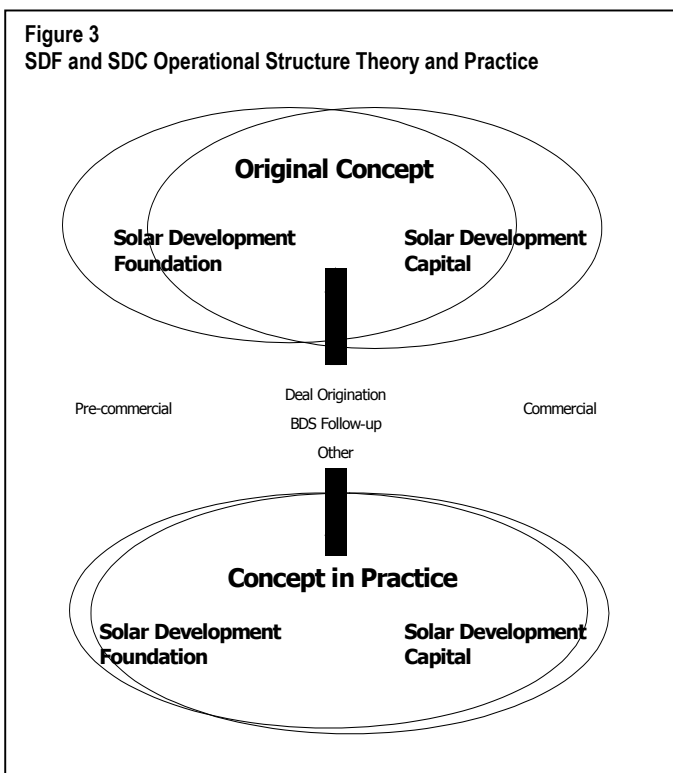 Figure 3
SDF and SDC Operational Structure Theory and Practice
Original Concept
Solar Development
Foundation
Solar Development
Capital
Pre-commercial
Deal Origination
BDS Follow-up
Other
Commercial
Concept in Practice
Solar Development
Foundation
Solar Development
Capital